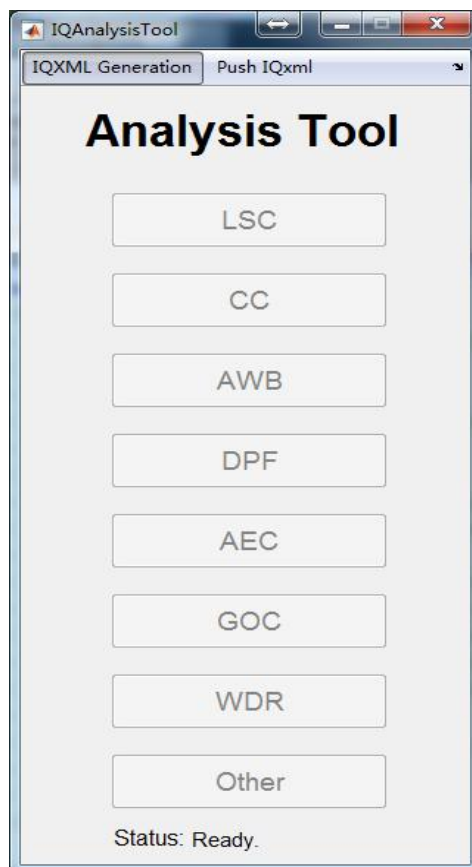 IQAnalysisTool
IQXML Generation Push IQxml
Analysis Tool
LSC
CC
AWB
DPF
AEC
GOC
WDR
Other
Status: Ready.